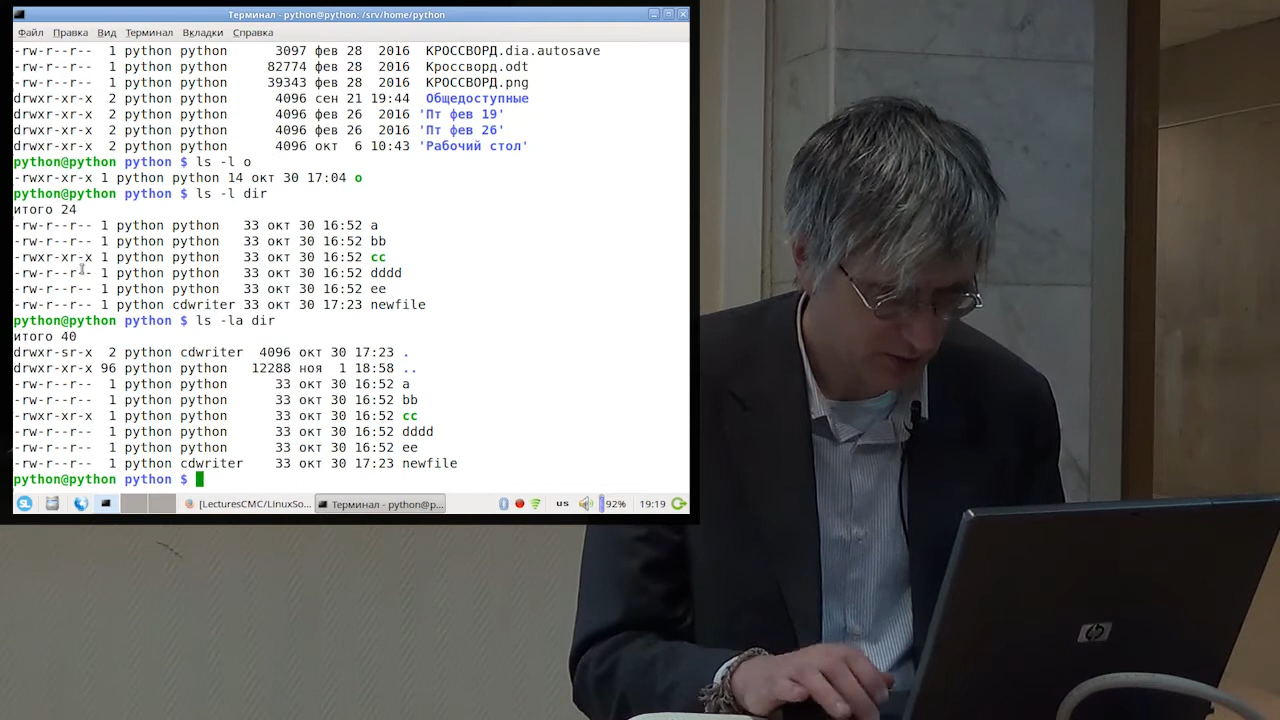 Терминал - python@python: /srv/home/python
Файл Правка Вид Терминал Вкладки Справка
-rw-r--r-- 1 python python 3097 фев 28 2016 КРОССВОРД.dia.autosave
-rw-r--r-- 1 python python 82774 фев 28 2016 Кроссворд.odt
-rw-r--r-- 1 python python 39343 фев 28 2016 КРОССВОРД.png
drwxr-xr-x 2 python python 4096 сен 21 19:44 Общедоступные
drwxr-xr-x 2 python python 4096 фев 26 2016 'Пт фев 19'
drwxr-xr-x 2 python python 4096 фев 26 2016 'Пт фев 26'
drwxr-xr-x 2 python python 4096 окт 6 10:43 'Рабочий стол'
python@python python $ ls -l o
-rwxr-xr-x 1 python python 14 окт 30 17:04 o
python@python python $ ls -l dir
итого 24
-rw-r--r-- 1 python python 33 окт 30 16:52 a
-rw-r--r-- 1 python python 33 окт 30 16:52 bb
-rwxr-xr-x 1 python python 33 окт 30 16:52 cc
-rw-r--r-- 1 python python 33 окт 30 16:52 dddd
-rw-r--r-- 1 python python 33 окт 30 16:52 ee
-rw-r--r-- 1 python cdwriter 33 окт 30 17:23 newfile
python@python python $ ls -la dir
итого 40
drwxr-sr-x 2 python cdwriter 4096 окт 30 17:23 .
drwxr-xr-x 96 python python 12288 ноя 1 18:58 ..
-rw-r--r-- 1 python python 33 окт 30 16:52 a
-rw-r--r-- 1 python python 33 окт 30 16:52 bb
-rwxr-xr-x 1 python python 33 окт 30 16:52 cc
-rw-r--r-- 1 python python 33 окт 30 16:52 dddd
-rw-r--r-- 1 python python 33 окт 30 16:52 ee
-rw-r--r-- 1 python cdwriter 33 окт 30 17:23 newfile
python@python python $
SL [LecturesCMC/LinuxSo... Терминал - python@p... us 92% 19:19
hp